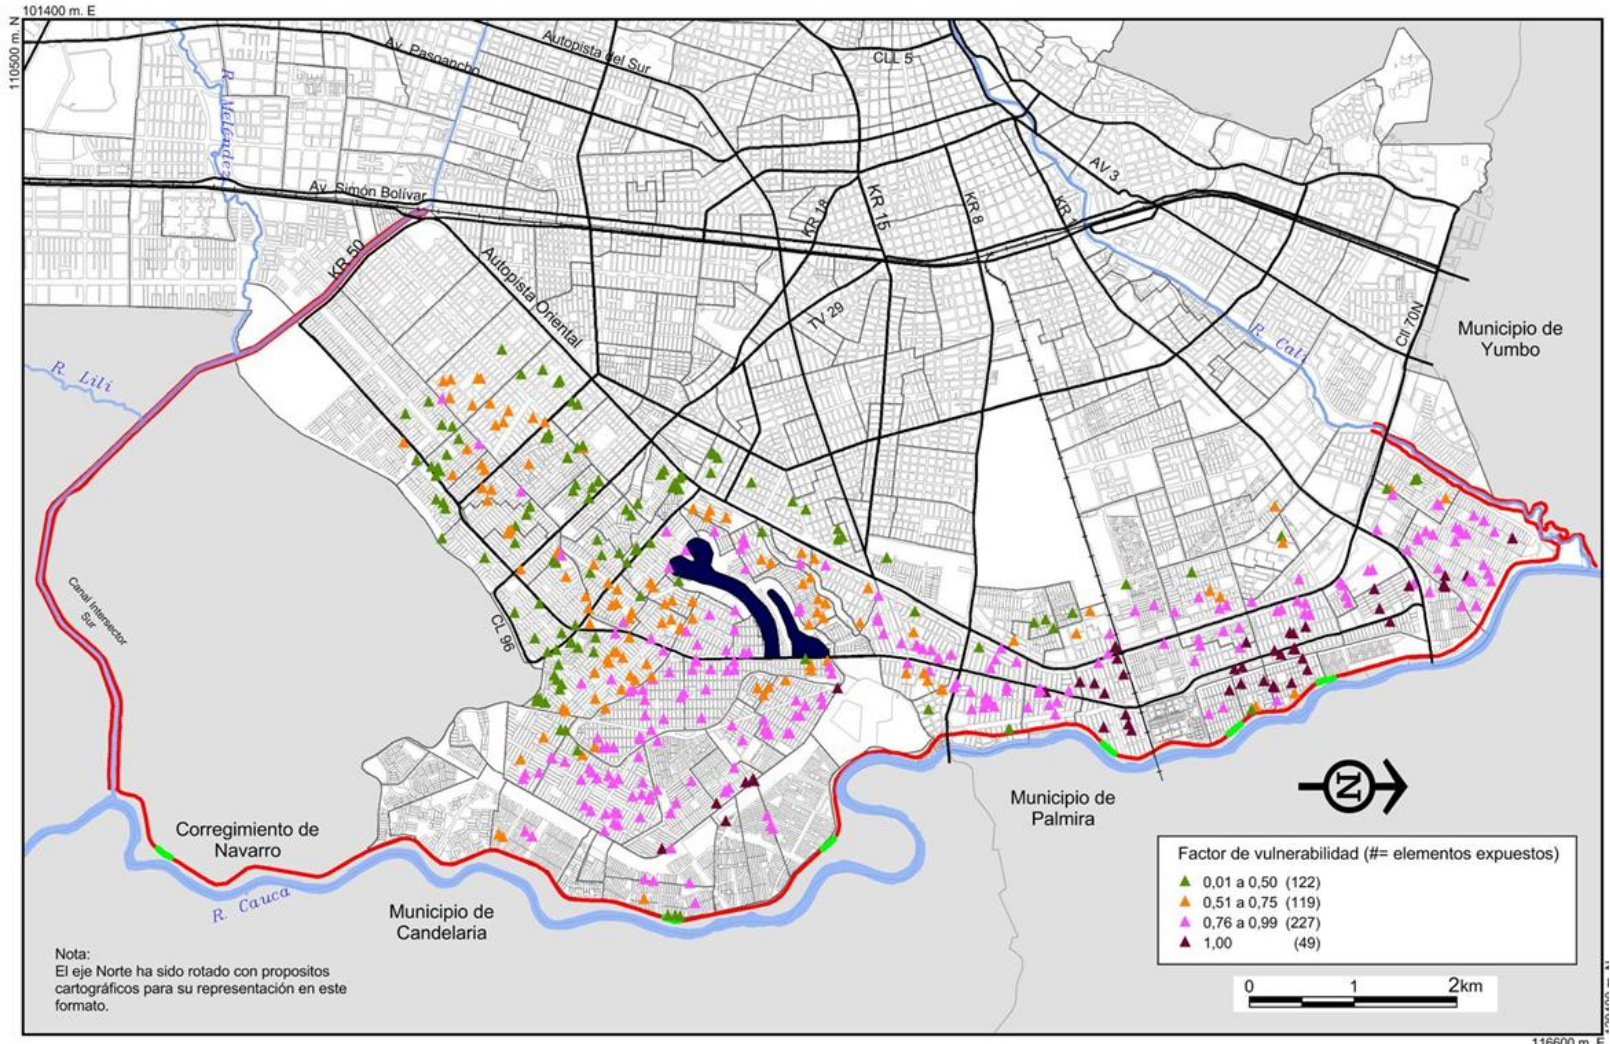 101400 m. E
110500 m. N
Av. Pasoancho
Autopista del Sur
CLL 5
R. Meléndez
Av. Simón Bolívar
AV 3
KR 18
KR 15
KR 8
KR 1
KR 50
Autopista Oriental
TV 29
Cll 70N
R. Cali
Municipio de
Yumbo
R. Lili
Canal Interseptor
Sur
CL 96
Corregimiento de
Navarro
R. Cauca
Municipio de
Candelaria
Municipio de
Palmira
N
Factor de vulnerabilidad (#= elementos expuestos)
0,01 a 0,50 (122)
0,51 a 0,75 (119)
0,76 a 0,99 (227)
1,00 (49)
Nota:
El eje Norte ha sido rotado con propositos
cartográficos para su representación en este
formato.
0 1 2km
116600 m. E